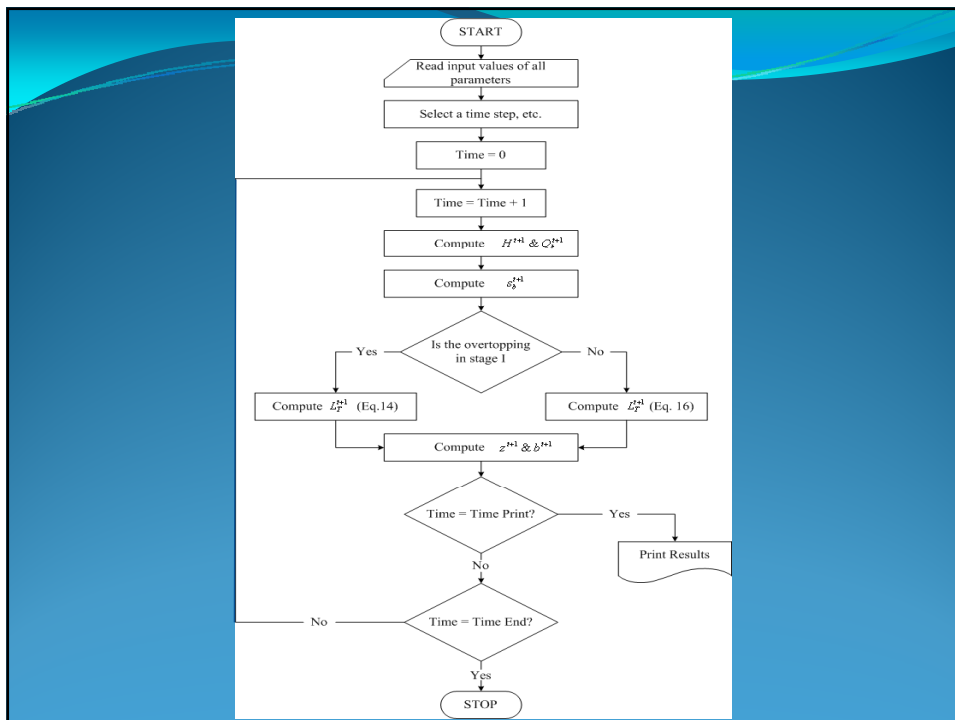 START
Read input values of all
parameters
Select a time step, etc.
Time = 0
Time = Time + 1
Compute H^{t+1} & Q_b^{t+1}
Compute s_b^{t+1}
Is the overtopping
in stage I
Yes
No
Compute L_T^{t+1} (Eq.14)
Compute L_T^{t+1} (Eq. 16)
Compute z^{t+1} & b^{t+1}
Time = Time Print?
Yes
Print Results
No
Time = Time End?
No
Yes
STOP